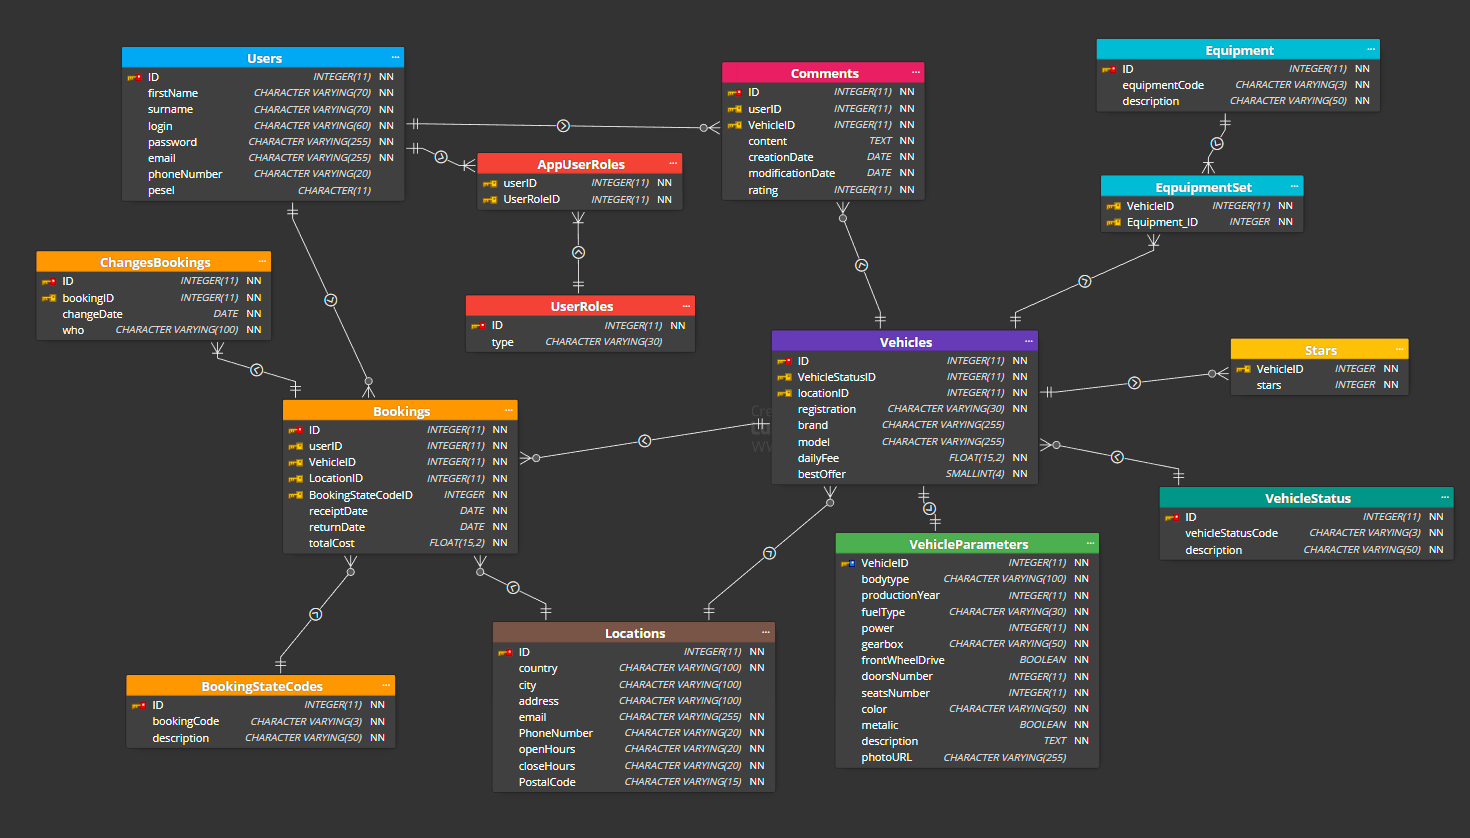 Users ...
ID INTEGER(11) NN
firstName CHARACTER VARYING(70) NN
surname CHARACTER VARYING(70) NN
login CHARACTER VARYING(60) NN
password CHARACTER VARYING(255) NN
email CHARACTER VARYING(255) NN
phoneNumber CHARACTER VARYING(20)
pesel CHARACTER(11)
Comments ...
ID INTEGER(11) NN
userID INTEGER(11) NN
VehicleID INTEGER(11) NN
content TEXT NN
creationDate DATE NN
modificationDate DATE NN
rating INTEGER(11) NN
Equipment ...
ID INTEGER(11) NN
equipmentCode CHARACTER VARYING(3) NN
description CHARACTER VARYING(50) NN
AppUserRoles ...
userID INTEGER(11) NN
UserRoleID INTEGER(11) NN
EqpuipmentSet ...
VehicleID INTEGER(11) NN
Equipment_ID INTEGER NN
ChangesBookings ...
ID INTEGER(11) NN
bookingID INTEGER(11) NN
changeDate DATE NN
who CHARACTER VARYING(100) NN
UserRoles ...
ID INTEGER(11) NN
type CHARACTER VARYING(30)
Vehicles ...
ID INTEGER(11) NN
VehicleStatusID INTEGER(11) NN
locationID INTEGER(11) NN
registration CHARACTER VARYING(30) NN
brand CHARACTER VARYING(255)
model CHARACTER VARYING(255)
dailyFee FLOAT(15,2) NN
bestOffer SMALLINT(4) NN
Stars ...
VehicleID INTEGER NN
stars INTEGER NN
Bookings ...
ID INTEGER(11) NN
userID INTEGER(11) NN
VehicleID INTEGER(11) NN
LocationID INTEGER(11) NN
BookingStateCodeID INTEGER NN
receiptDate DATE NN
returnDate DATE NN
totalCost FLOAT(15,2) NN
VehicleStatus ...
ID INTEGER(11) NN
vehicleStatusCode CHARACTER VARYING(3) NN
description CHARACTER VARYING(50) NN
VehicleParameters ...
VehicleID INTEGER(11) NN
bodytype CHARACTER VARYING(100) NN
productionYear INTEGER(11) NN
fuelType CHARACTER VARYING(30) NN
power INTEGER(11) NN
gearbox CHARACTER VARYING(50) NN
frontWheelDrive BOOLEAN NN
doorsNumber INTEGER(11) NN
seatsNumber INTEGER(11) NN
color CHARACTER VARYING(50) NN
metalic BOOLEAN NN
description TEXT NN
photoURL CHARACTER VARYING(255)
Locations ...
ID INTEGER(11) NN
country CHARACTER VARYING(100) NN
city CHARACTER VARYING(100)
address CHARACTER VARYING(100)
email CHARACTER VARYING(255) NN
PhoneNumber CHARACTER VARYING(20) NN
openHours CHARACTER VARYING(20) NN
closeHours CHARACTER VARYING(20) NN
PostalCode CHARACTER VARYING(15) NN
BookingStateCodes ...
ID INTEGER(11) NN
bookingCode CHARACTER VARYING(3) NN
description CHARACTER VARYING(50) NN